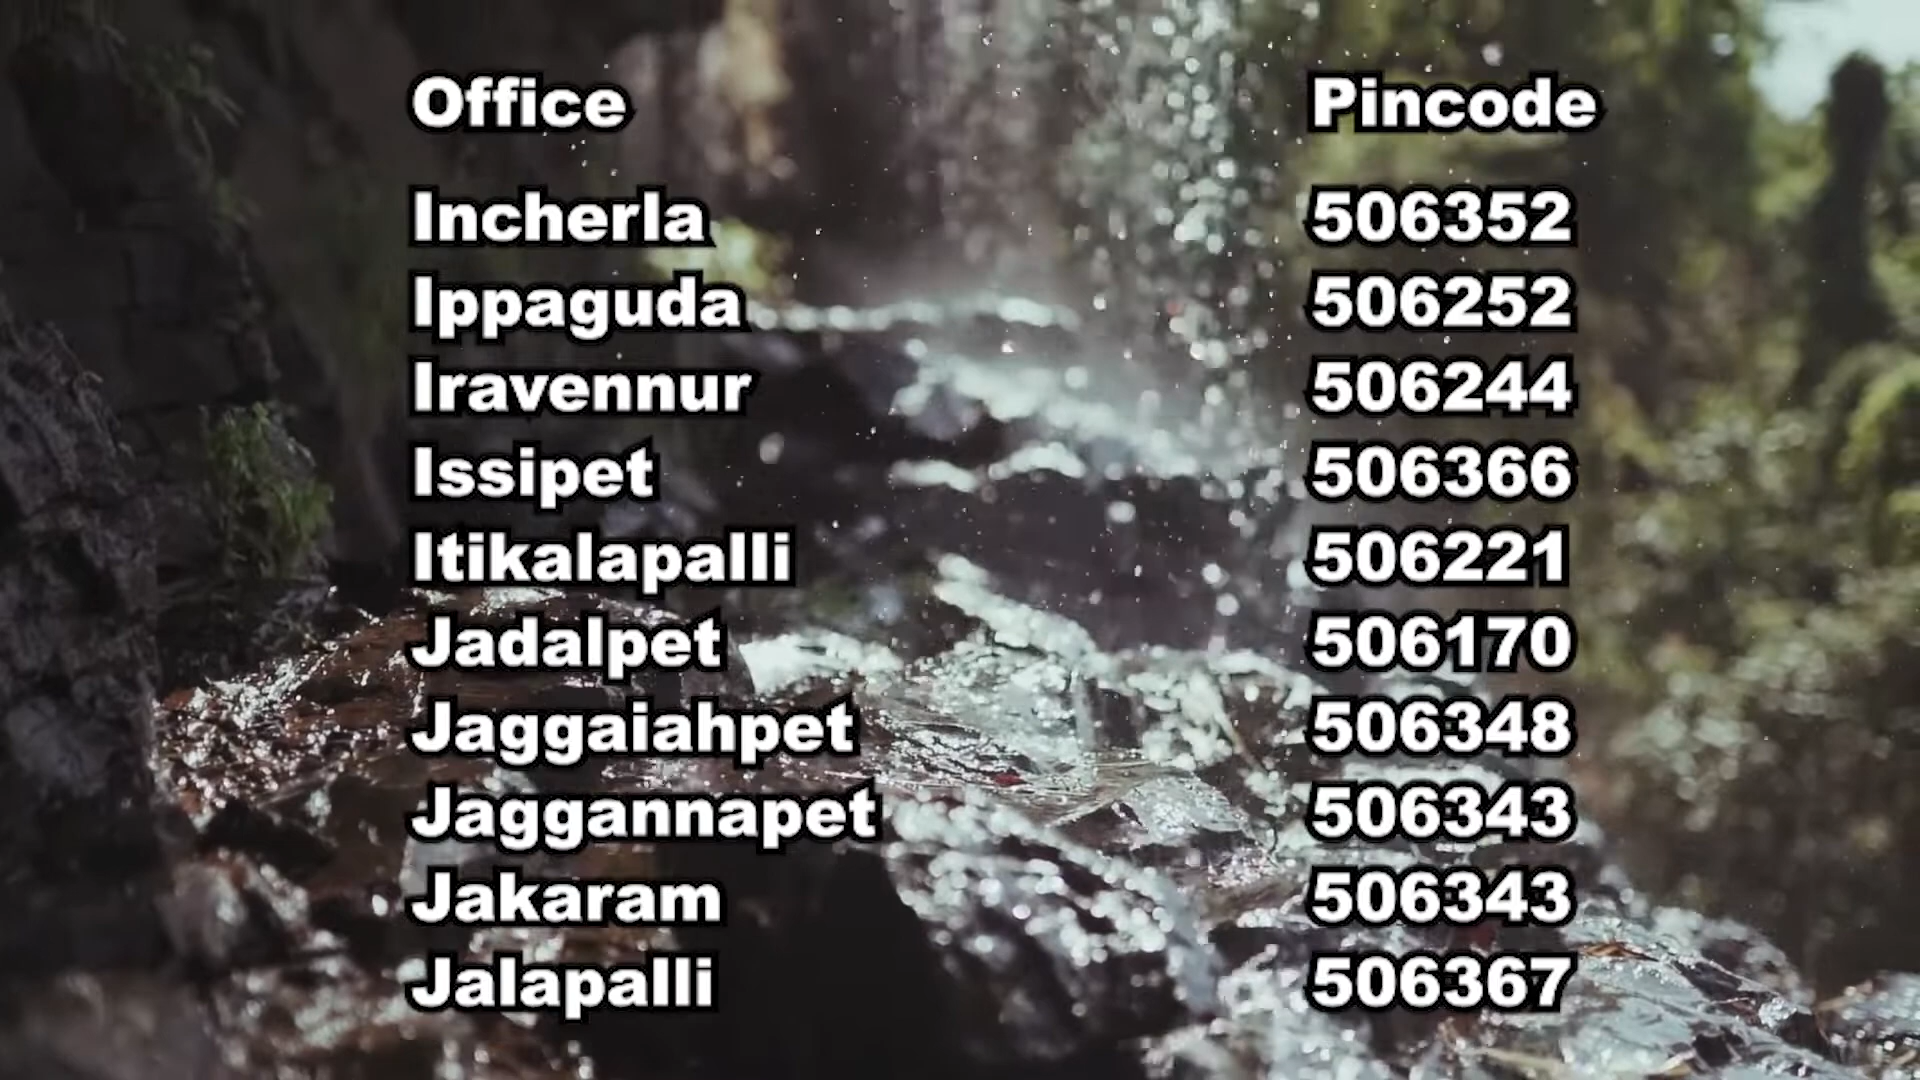 Office Pincode
Incherla 506352
Ippaguda 506252
Iravennur 506244
Issipet 506366
Itikalapalli 506221
Jadalpet 506170
Jaggaiahpet 506348
Jaggannapet 506343
Jakaram 506343
Jalapalli 506367